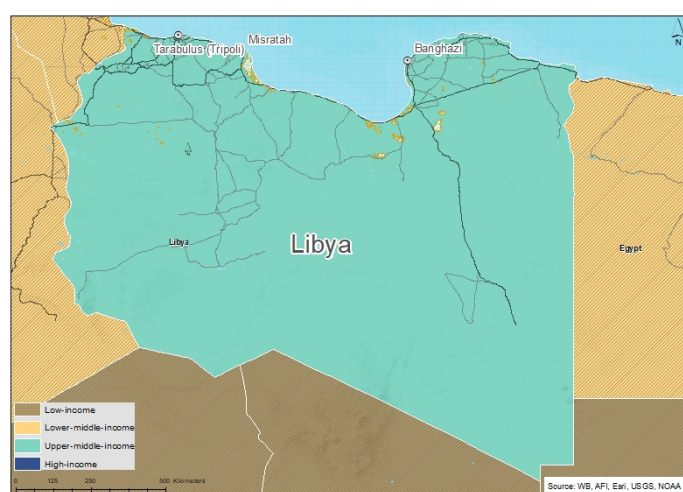 Misratah
Tarabulus (Tripoli)
Banghazi
N
Libya
Libya
Egypt
Low-income
Lower-middle-income
Upper-middle-income
High-income
0 125 250 500 Kilometers
Source: WB, AFI, Esri, USGS, NOAA